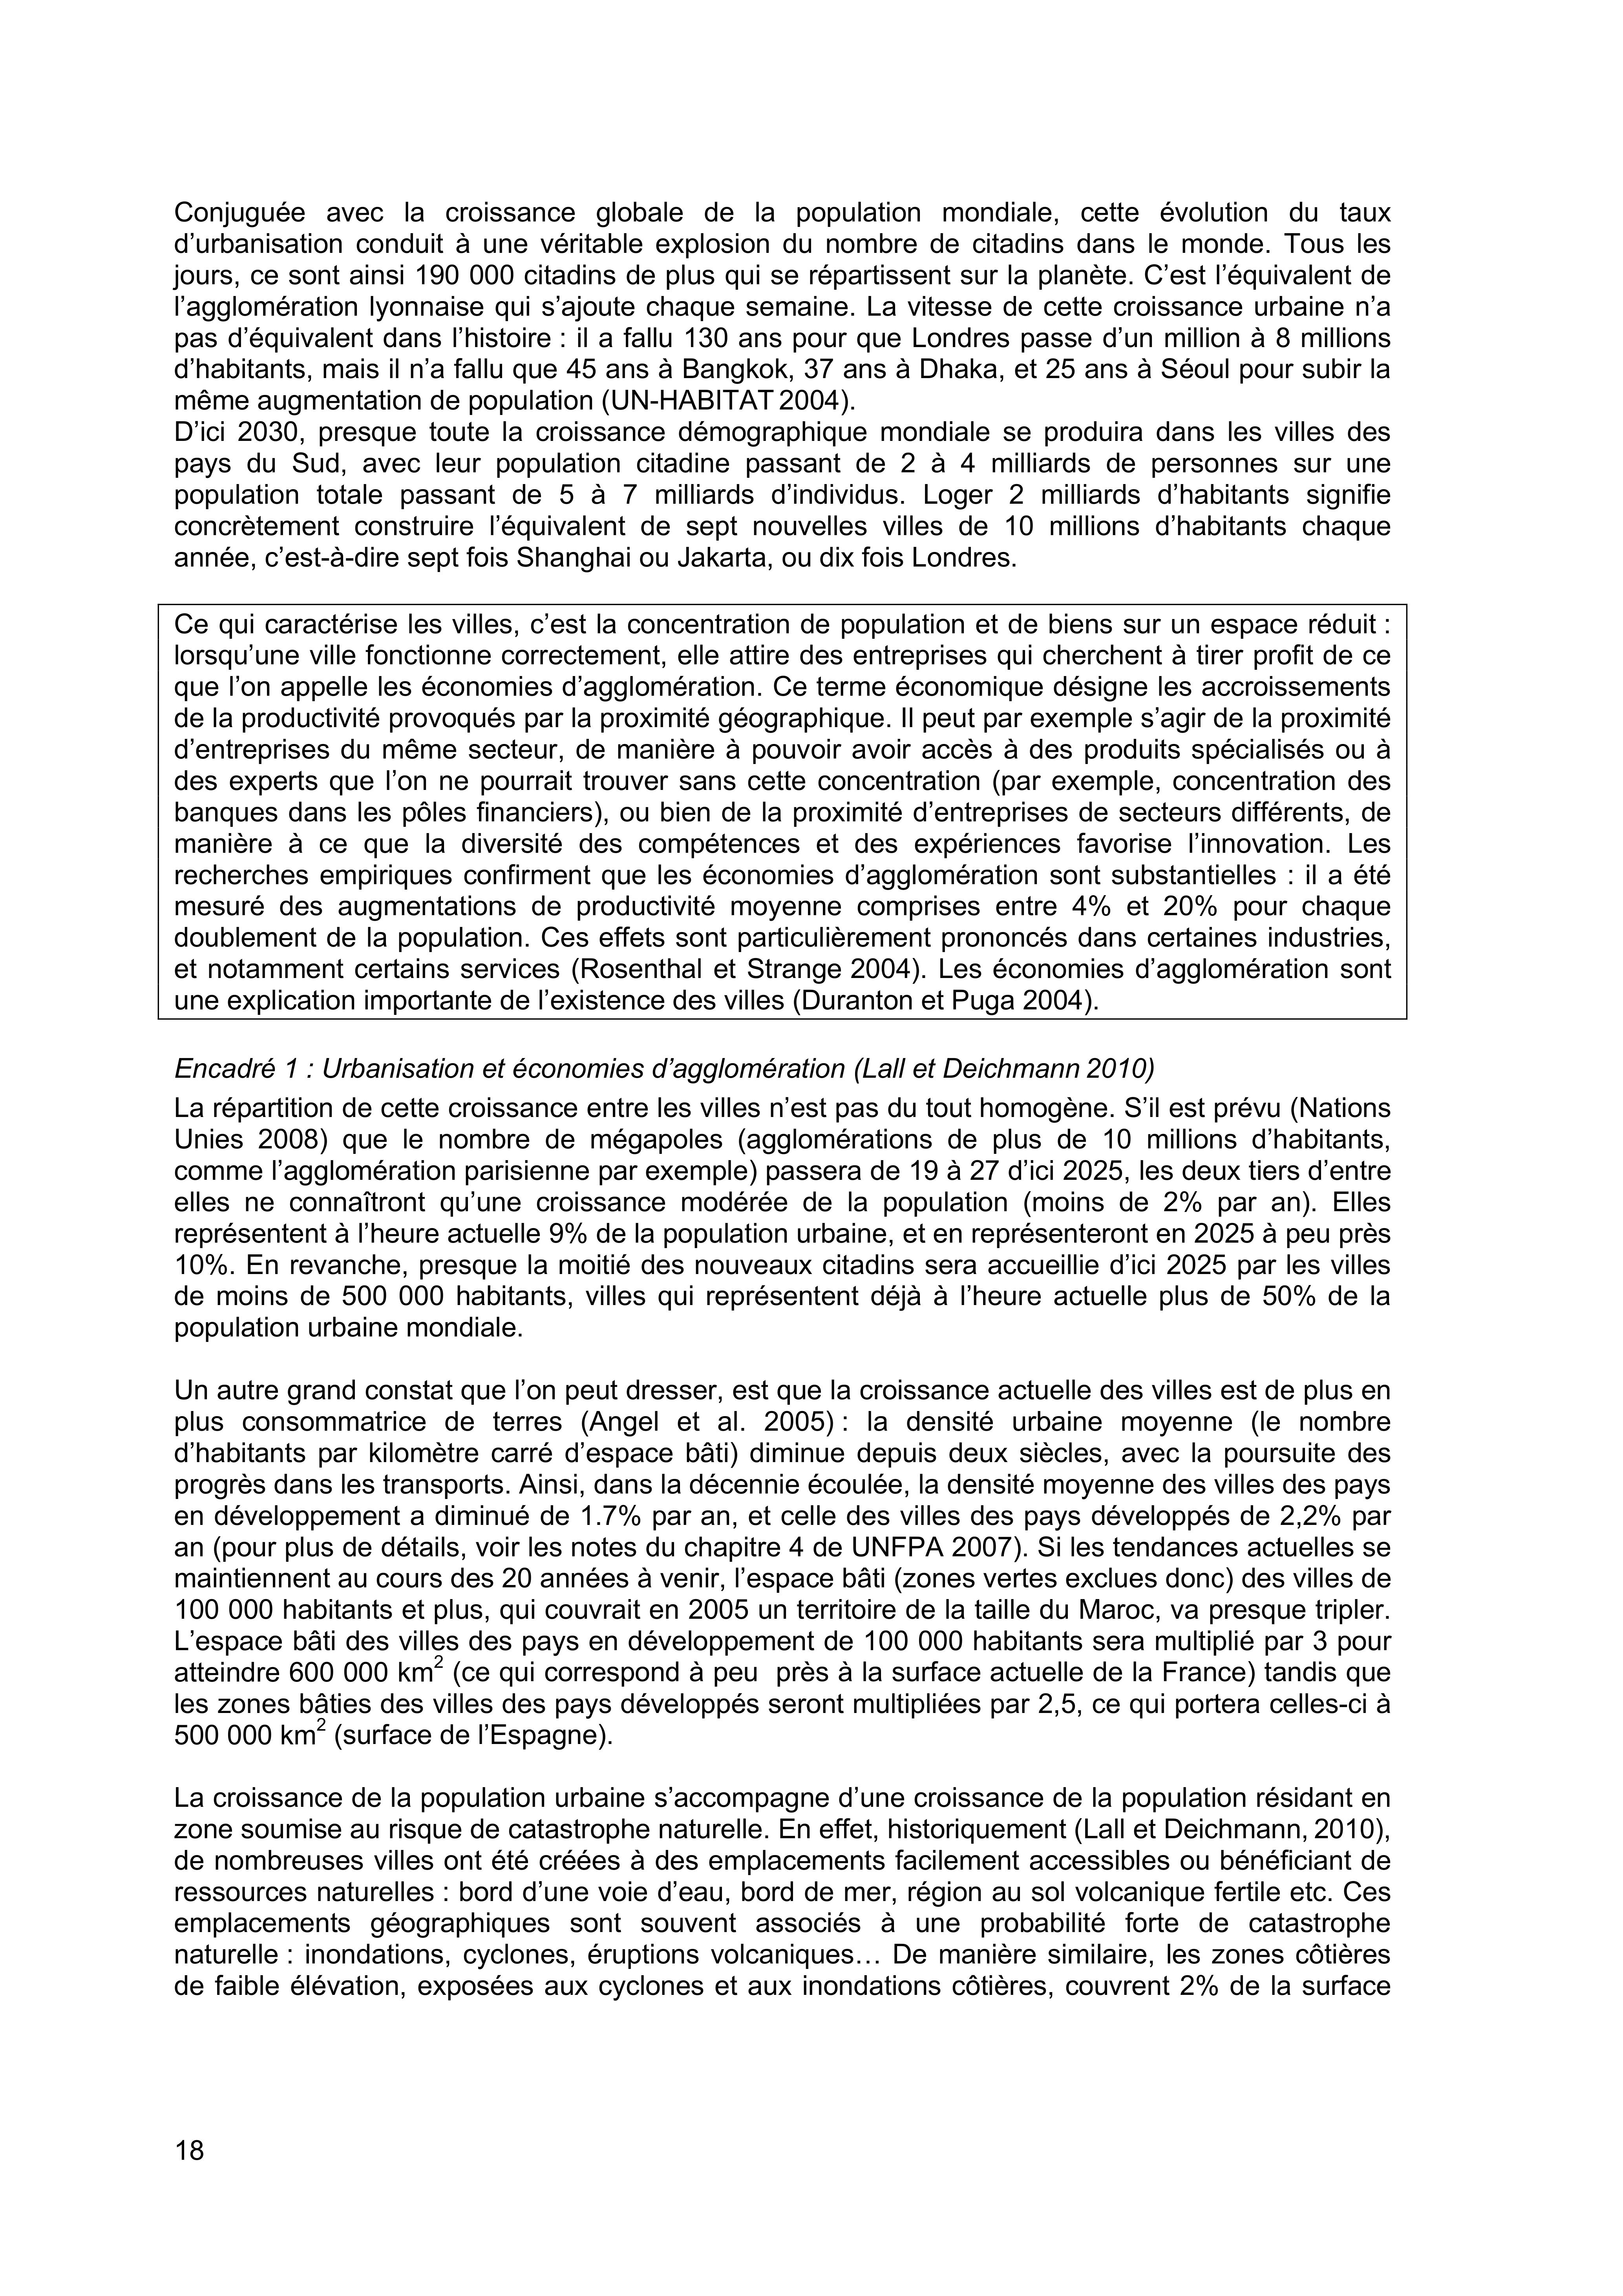 Conjuguée avec la croissance globale de la population mondiale, cette évolution du taux
d’urbanisation conduit à une véritable explosion du nombre de citadins dans le monde. Tous les
jours, ce sont ainsi 190 000 citadins de plus qui se répartissent sur la planète. C’est l’équivalent de
l’agglomération lyonnaise qui s’ajoute chaque semaine. La vitesse de cette croissance urbaine n’a
pas d’équivalent dans l’histoire : il a fallu 130 ans pour que Londres passe d’un million à 8 millions
d’habitants, mais il n’a fallu que 45 ans à Bangkok, 37 ans à Dhaka, et 25 ans à Séoul pour subir la
même augmentation de population (UN-HABITAT 2004).
D’ici 2030, presque toute la croissance démographique mondiale se produira dans les villes des
pays du Sud, avec leur population citadine passant de 2 à 4 milliards de personnes sur une
population totale passant de 5 à 7 milliards d’individus. Loger 2 milliards d’habitants signifie
concrètement construire l’équivalent de sept nouvelles villes de 10 millions d’habitants chaque
année, c’est-à-dire sept fois Shanghai ou Jakarta, ou dix fois Londres.
Ce qui caractérise les villes, c’est la concentration de population et de biens sur un espace réduit :
lorsqu’une ville fonctionne correctement, elle attire des entreprises qui cherchent à tirer profit de ce
que l’on appelle les économies d’agglomération. Ce terme économique désigne les accroissements
de la productivité provoqués par la proximité géographique. Il peut par exemple s’agir de la proximité
d’entreprises du même secteur, de manière à pouvoir avoir accès à des produits spécialisés ou à
des experts que l’on ne pourrait trouver sans cette concentration (par exemple, concentration des
banques dans les pôles financiers), ou bien de la proximité d’entreprises de secteurs différents, de
manière à ce que la diversité des compétences et des expériences favorise l’innovation. Les
recherches empiriques confirment que les économies d’agglomération sont substantielles : il a été
mesuré des augmentations de productivité moyenne comprises entre 4% et 20% pour chaque
doublement de la population. Ces effets sont particulièrement prononcés dans certaines industries,
et notamment certains services (Rosenthal et Strange 2004). Les économies d’agglomération sont
une explication importante de l’existence des villes (Duranton et Puga 2004).
Encadré 1 : Urbanisation et économies d’agglomération (Lall et Deichmann 2010)
La répartition de cette croissance entre les villes n’est pas du tout homogène. S’il est prévu (Nations
Unies 2008) que le nombre de mégapoles (agglomérations de plus de 10 millions d’habitants,
comme l’agglomération parisienne par exemple) passera de 19 à 27 d’ici 2025, les deux tiers d’entre
elles ne connaîtront qu’une croissance modérée de la population (moins de 2% par an). Elles
représentent à l’heure actuelle 9% de la population urbaine, et en représenteront en 2025 à peu près
10%. En revanche, presque la moitié des nouveaux citadins sera accueillie d’ici 2025 par les villes
de moins de 500 000 habitants, villes qui représentent déjà à l’heure actuelle plus de 50% de la
population urbaine mondiale.
Un autre grand constat que l’on peut dresser, est que la croissance actuelle des villes est de plus en
plus consommatrice de terres (Angel et al. 2005) : la densité urbaine moyenne (le nombre
d’habitants par kilomètre carré d’espace bâti) diminue depuis deux siècles, avec la poursuite des
progrès dans les transports. Ainsi, dans la décennie écoulée, la densité moyenne des villes des pays
en développement a diminué de 1.7% par an, et celle des villes des pays développés de 2,2% par
an (pour plus de détails, voir les notes du chapitre 4 de UNFPA 2007). Si les tendances actuelles se
maintiennent au cours des 20 années à venir, l’espace bâti (zones vertes exclues donc) des villes de
100 000 habitants et plus, qui couvrait en 2005 un territoire de la taille du Maroc, va presque tripler.
L’espace bâti des villes des pays en développement de 100 000 habitants sera multiplié par 3 pour
atteindre 600 000 km² (ce qui correspond à peu  près à la surface actuelle de la France) tandis que
les zones bâties des villes des pays développés seront multipliées par 2,5, ce qui portera celles-ci à
500 000 km² (surface de l’Espagne).
La croissance de la population urbaine s’accompagne d’une croissance de la population résidant en
zone soumise au risque de catastrophe naturelle. En effet, historiquement (Lall et Deichmann, 2010),
de nombreuses villes ont été créées à des emplacements facilement accessibles ou bénéficiant de
ressources naturelles : bord d’une voie d’eau, bord de mer, région au sol volcanique fertile etc. Ces
emplacements géographiques sont souvent associés à une probabilité forte de catastrophe
naturelle : inondations, cyclones, éruptions volcaniques… De manière similaire, les zones côtières
de faible élévation, exposées aux cyclones et aux inondations côtières, couvrent 2% de la surface
18